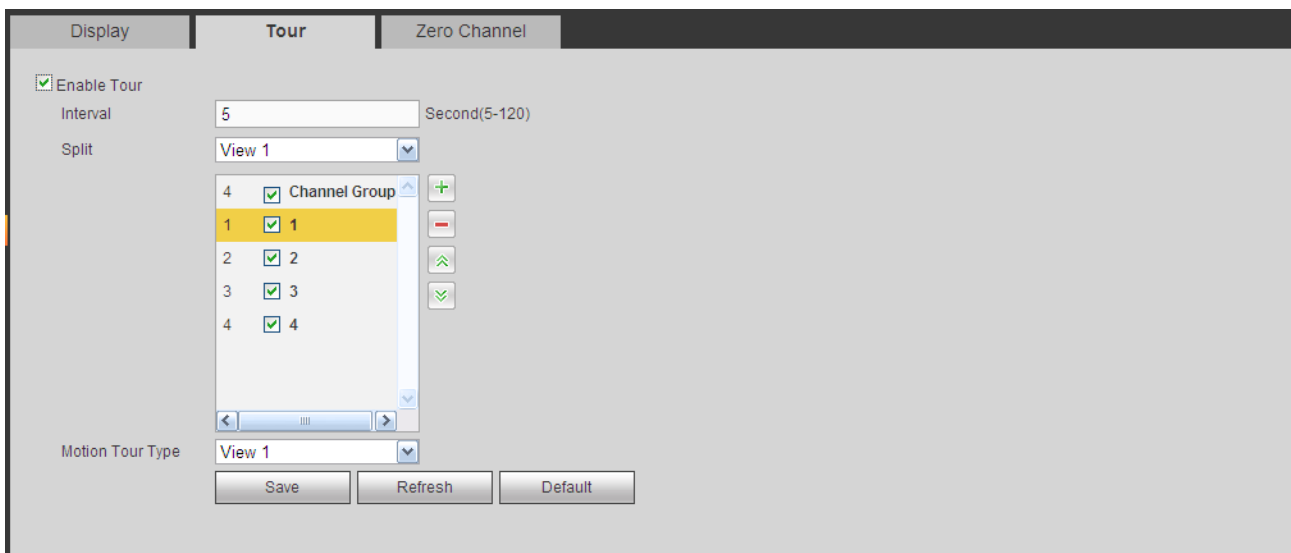 Display Tour Zero Channel
Enable Tour
Interval 5 Second(5-120)
Split View 1
4 Channel Group
1 1
2 2
3 3
4 4
Motion Tour Type View 1
Save Refresh Default